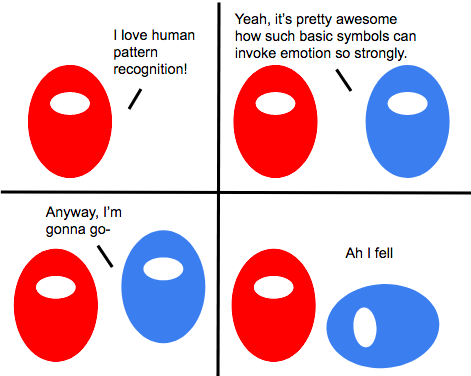 I love human
pattern
recognition!
Yeah, it's pretty awesome
how such basic symbols can
invoke emotion so strongly.
Anyway, I'm
gonna go-
Ah I fell